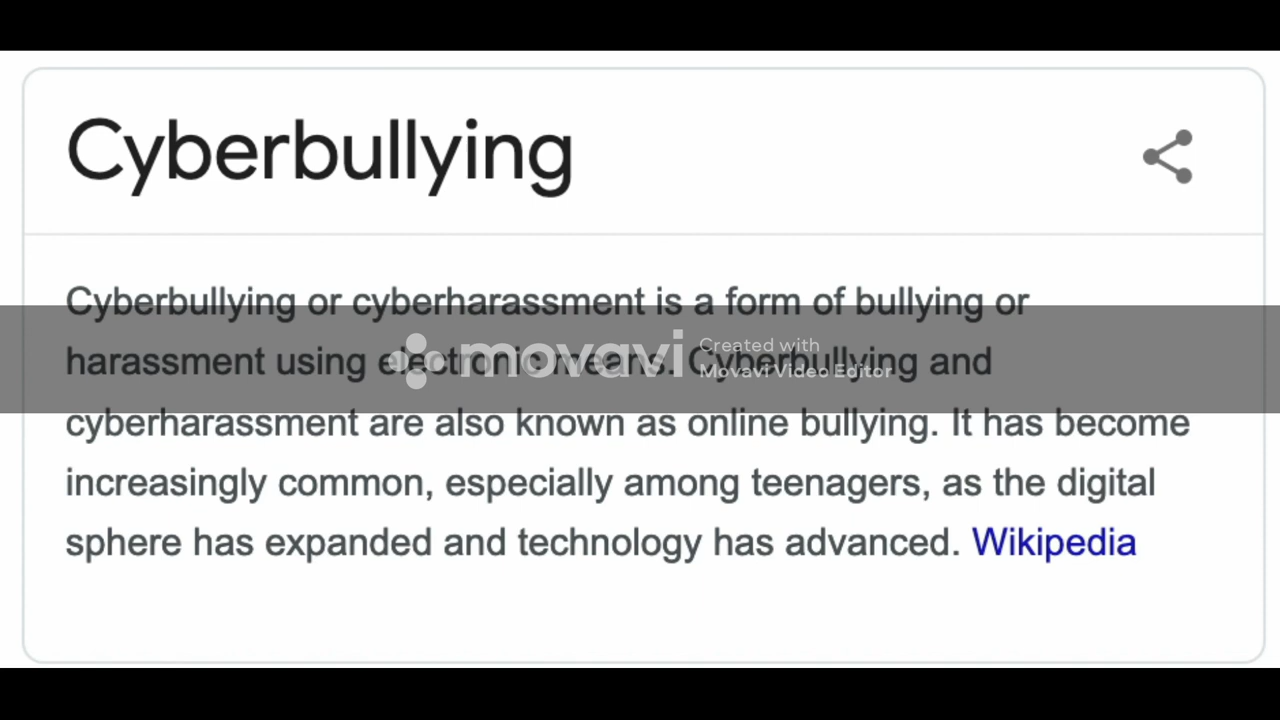 Cyberbullying
Cyberbullying or cyberharassment is a form of bullying or
harassment using electronic means. Cyberbullying and
movavi
Created with
Movavi Video Editor
cyberharassment are also known as online bullying. It has become
increasingly common, especially among teenagers, as the digital
sphere has expanded and technology has advanced. Wikipedia